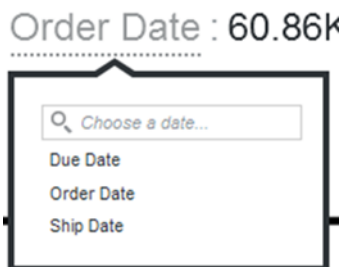 Order Date : 60.86K
Choose a date...
Due Date
Order Date
Ship Date